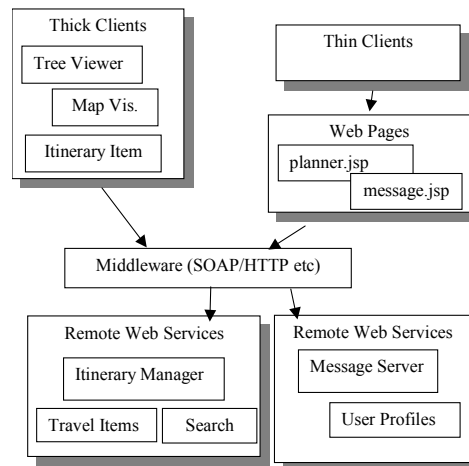 Thick Clients
Tree Viewer
Map Vis.
Itinerary Item
Thin Clients
Web Pages
planner.jsp
message.jsp
Middleware (SOAP/HTTP etc)
Remote Web Services
Itinerary Manager
Travel Items
Search
Remote Web Services
Message Server
User Profiles